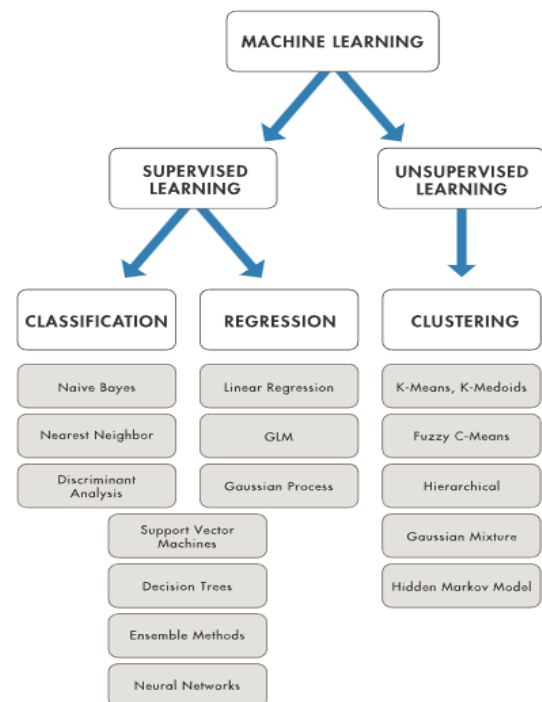 MACHINE LEARNING
SUPERVISED
LEARNING
UNSUPERVISED
LEARNING
CLASSIFICATION
REGRESSION
CLUSTERING
Naive Bayes
Linear Regression
K-Means, K-Medoids
Nearest Neighbor
GLM
Fuzzy C-Means
Discriminant
Analysis
Gaussian Process
Hierarchical
Support Vector
Machines
Gaussian Mixture
Decision Trees
Hidden Markov Model
Ensemble Methods
Neural Networks